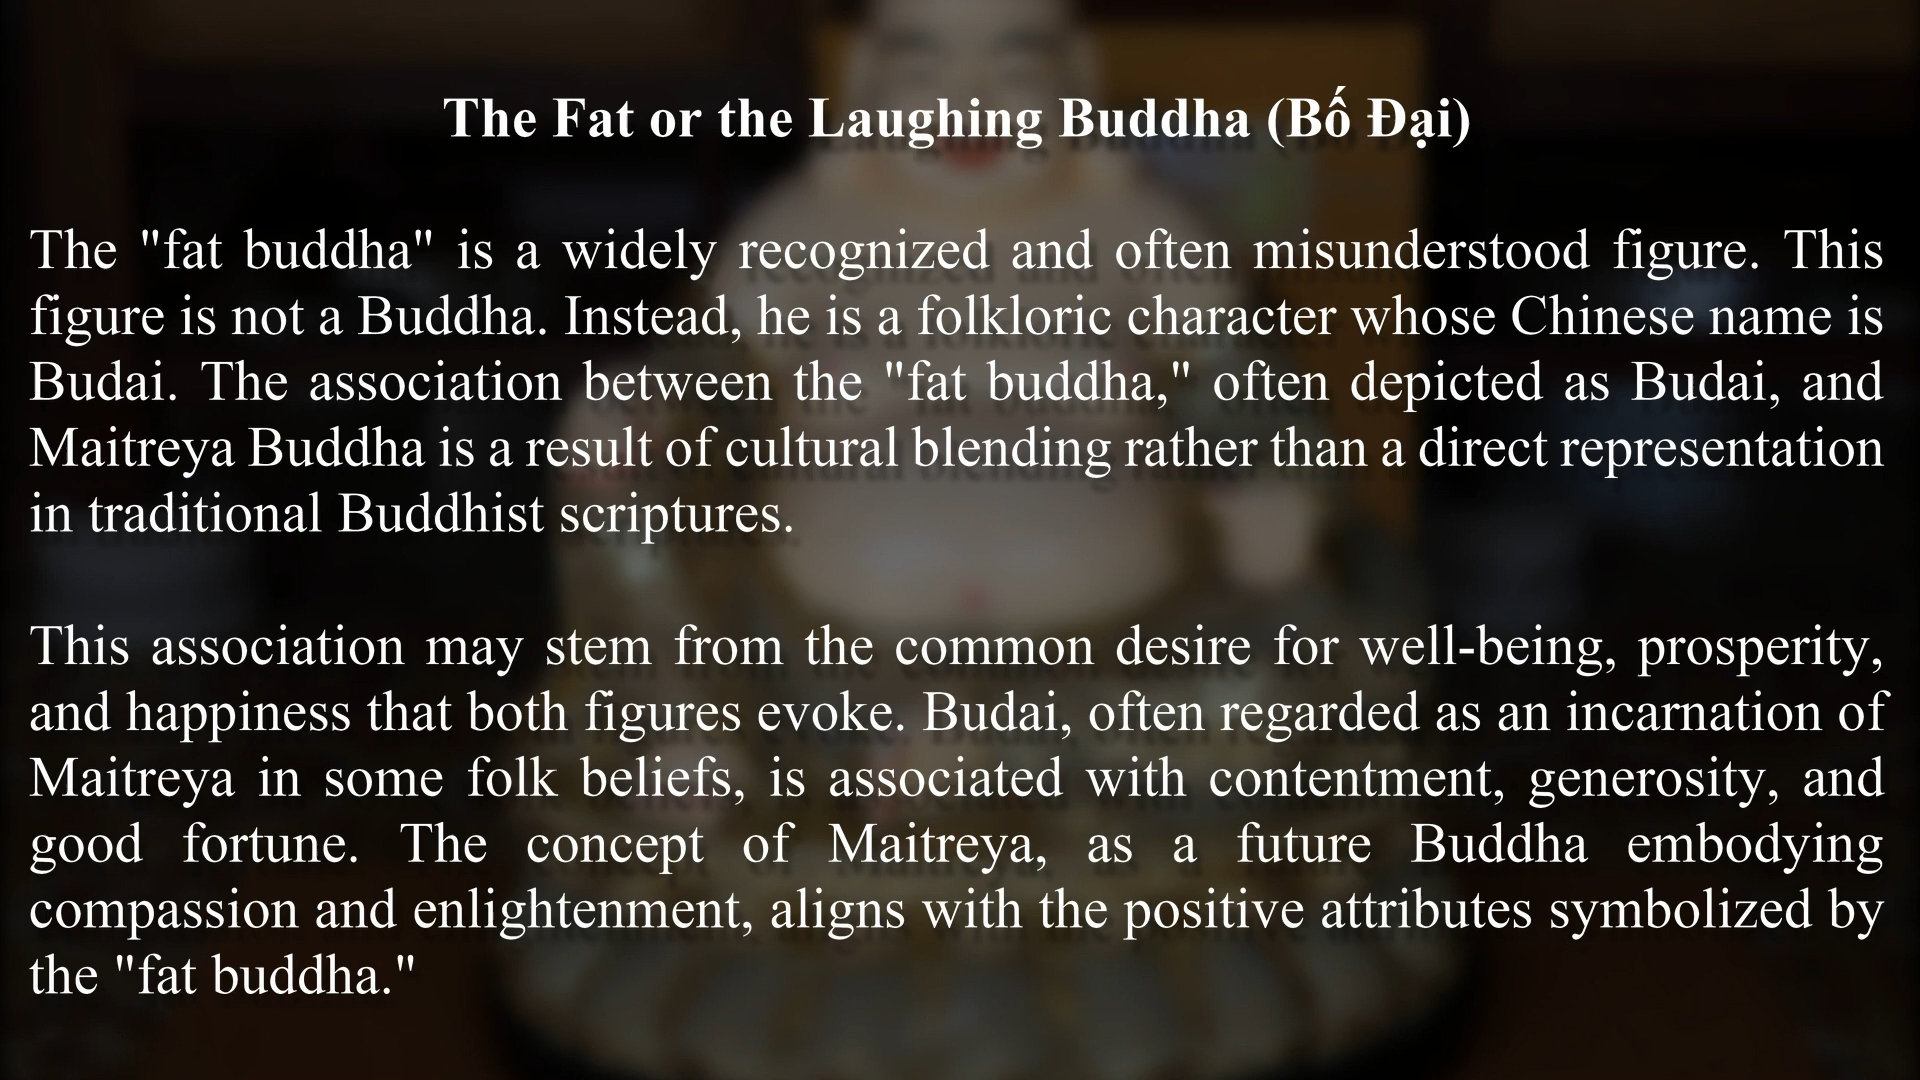 The Fat or the Laughing Buddha (Bố Đại)
The "fat buddha" is a widely recognized and often misunderstood figure. This
figure is not a Buddha. Instead, he is a folkloric character whose Chinese name is
Budai. The association between the "fat buddha," often depicted as Budai, and
Maitreya Buddha is a result of cultural blending rather than a direct representation
in traditional Buddhist scriptures.
This association may stem from the common desire for well-being, prosperity,
and happiness that both figures evoke. Budai, often regarded as an incarnation of
Maitreya in some folk beliefs, is associated with contentment, generosity, and
good fortune. The concept of Maitreya, as a future Buddha embodying
compassion and enlightenment, aligns with the positive attributes symbolized by
the "fat buddha."